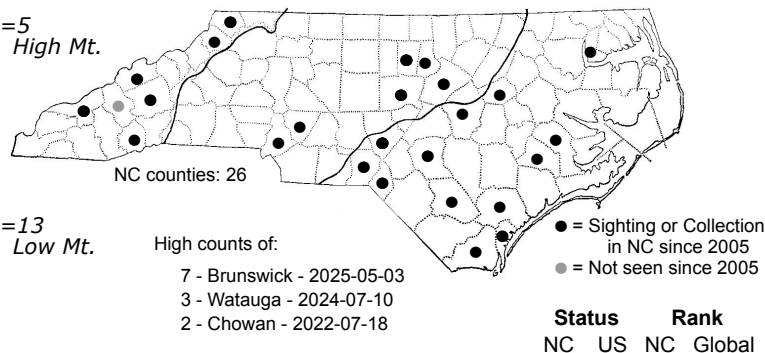 =5
High Mt.
NC counties: 26
=13
Low Mt.
High counts of:
7 - Brunswick - 2025-05-03
3 - Watauga - 2024-07-10
2 - Chowan - 2022-07-18
● = Sighting or Collection
in NC since 2005
● = Not seen since 2005
Status Rank
NC US NC Global